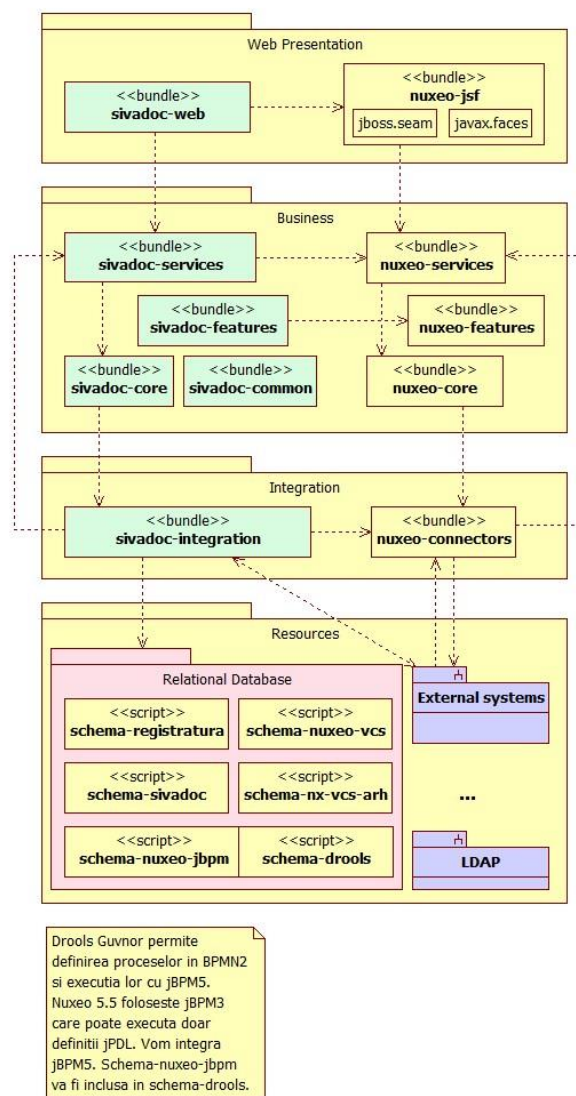 Web Presentation
<<bundle>>
sivadoc-web
<<bundle>>
nuxeo-jsf
jboss.seam
javax.faces
Business
<<bundle>>
sivadoc-services
<<bundle>>
nuxeo-services
<<bundle>>
sivadoc-features
<<bundle>>
nuxeo-features
<<bundle>>
sivadoc-core
<<bundle>>
sivadoc-common
<<bundle>>
nuxeo-core
Integration
<<bundle>>
sivadoc-integration
<<bundle>>
nuxeo-connectors
Resources
Relational Database
<<script>>
schema-registratura
<<script>>
schema-nuxeo-vcs
<<script>>
schema-sivadoc
<<script>>
schema-nx-vcs-arh
<<script>>
schema-nuxeo-jbpm
<<script>>
schema-drools
External systems
...
LDAP
Drools Guvnor permite
definirea proceselor in BPMN2
si executia lor cu jBPM5.
Nuxeo 5.5 foloseste jBPM3
care poate executa doar
definitii jPDL. Vom integra
jBPM5. Schema-nuxeo-jbpm
va fi inclusa in schema-drools.